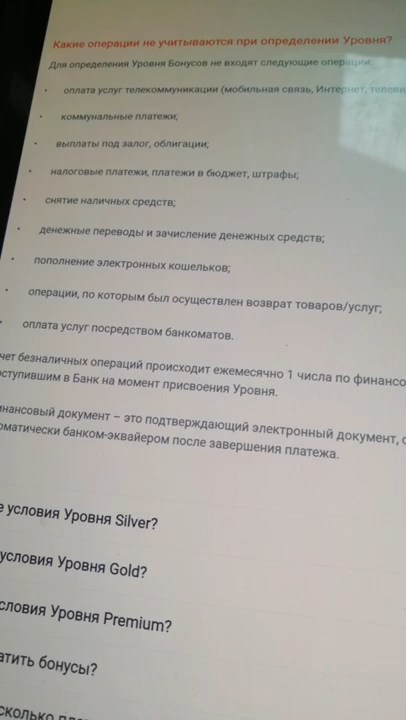 Какие операции не учитываются при определении Уровня?
Для определения Уровня Бонусов не входят следующие операции:
• оплата услуг телекоммуникации (мобильная связь, Интернет,
• коммунальные платежи;
• выплаты под залог, облигации;
• налоговые платежи, платежи в бюджет, штрафы;
• снятие наличных средств;
• денежные переводы и зачисление денежных средств;
• пополнение электронных кошельков;
• операции, по которым был осуществлен возврат товаров/услуг;
• оплата услуг посредством банкоматов.
чет безналичных операций происходит ежемесячно 1 числа по финансо
оступившим в Банк на момент присвоения Уровня.
инансовый документ – это подтверждающий электронный документ,
оматически банком-эквайером после завершения платежа.
е условия Уровня Silver?
условия Уровня Gold?
словия Уровня Premium?
атить бонусы?